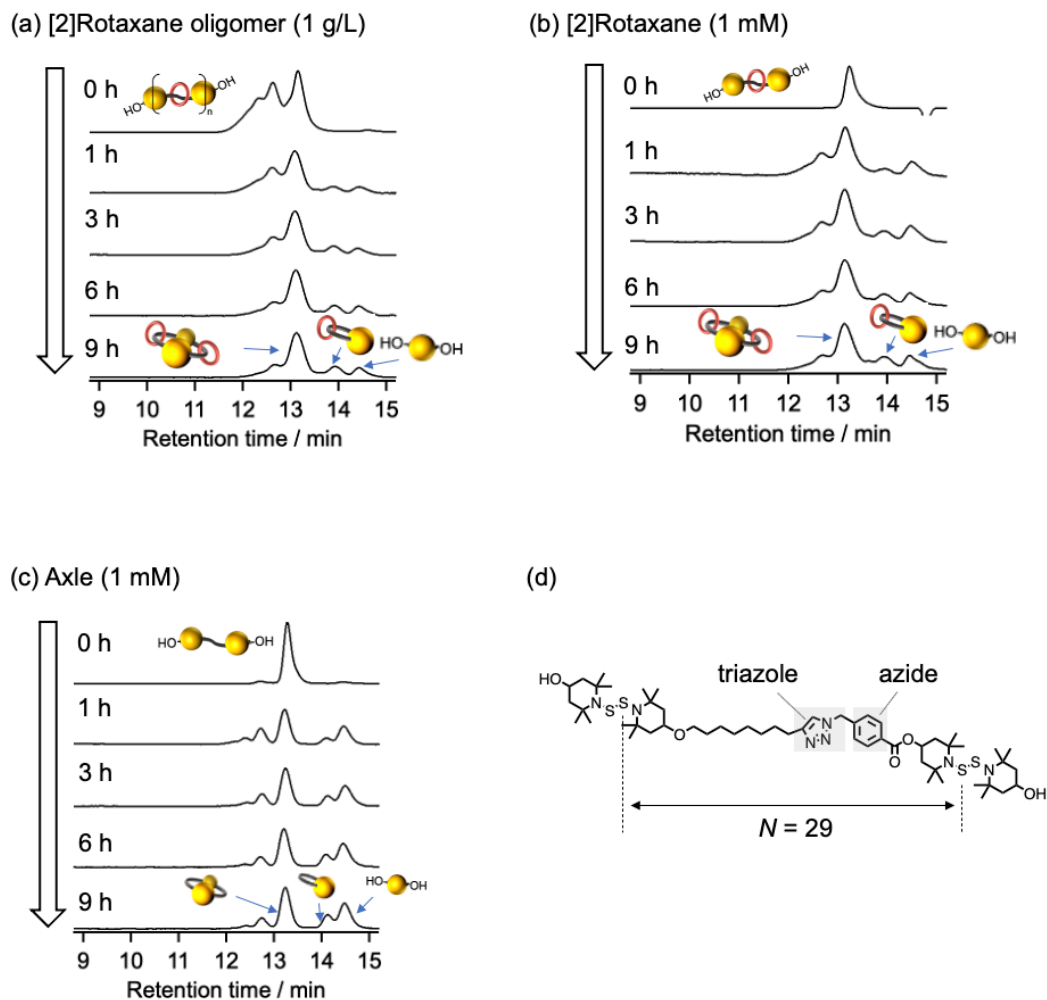 (a) [2]Rotaxane oligomer (1 g/L)
0 h
HO
OH
n
1 h
3 h
6 h
9 h
HO
OH
9 10 11 12 13 14 15
Retention time / min
(b) [2]Rotaxane (1 mM)
0 h
HO
OH
1 h
3 h
6 h
9 h
HO
OH
9 10 11 12 13 14 15
Retention time / min
(c) Axle (1 mM)
0 h
HO
OH
1 h
3 h
6 h
9 h
HO
OH
9 10 11 12 13 14 15
Retention time / min
(d)
triazole azide
HO
N
S
S
N
O
N
N
N
O
O
N
S
S
N
OH
N = 29